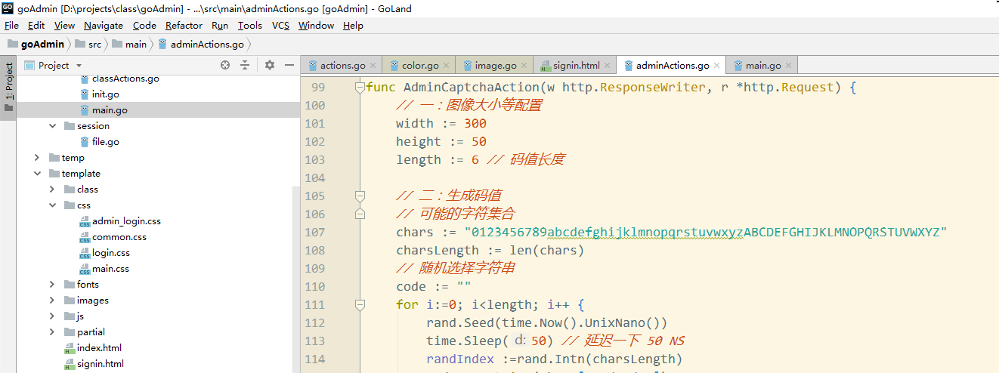 GO goAdmin [D:\projects\class\goAdmin] - ...\src\main\adminActions.go [goAdmin] - GoLand
File Edit View Navigate Code Refactor Run Tools VCS Window Help
goAdmin src main adminActions.go
1: Project
Project
classActions.go
init.go
main.go
session
file.go
temp
template
class
css
admin_login.css
common.css
login.css
main.css
fonts
images
js
partial
index.html
signin.html
actions.go color.go image.go signin.html adminActions.go main.go
99 func AdminCaptchaAction(w http.ResponseWriter, r *http.Request) {
100 // 一：图像大小等配置
101 width := 300
102 height := 50
103 length := 6 // 码值长度
104
105 // 二：生成码值
106 // 可能的字符集合
107 chars := "0123456789abcdefghijklmnopqrstuvwxyzABCDEFGHIJKLMNOPQRSTUVWXYZ"
108 charsLength := len(chars)
109 // 随机选择字符串
110 code := ""
111 for i:=0; i<length; i++ {
112 rand.Seed(time.Now().UnixNano())
113 time.Sleep( d: 50) // 延迟一下 50 NS
114 randIndex :=rand.Intn(charsLength)